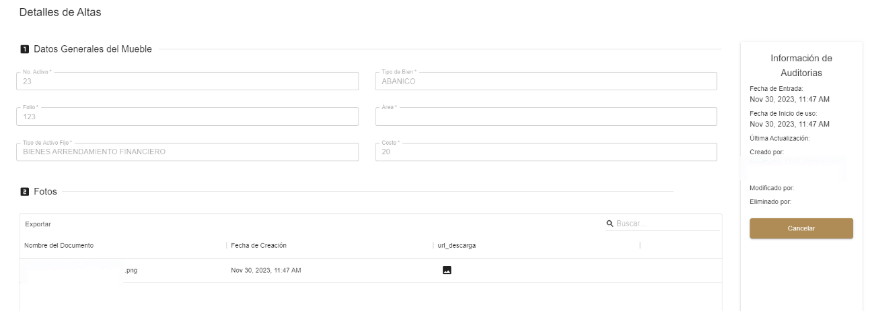 Detalles de Altas
1 Datos Generales del Mueble
No. Activo *
23
Tipo de Bien *
ABANICO
Folio *
123
Area *
Tipo de Activo Fijo *
BIENES ARRENDAMIENTO FINANCIERO
Costo *
20
2 Fotos
Exportar
Buscar
Nombre del Documento
Fecha de Creación
url_descarga
.png
Nov 30, 2023, 11:47 AM
Información de
Auditorias
Fecha de Entrada:
Nov 30, 2023, 11:47 AM
Fecha de Inicio de uso:
Nov 30, 2023, 11:47 AM
Última Actualización:
Creado por:
Modificado por:
Eliminado por:
Cancelar